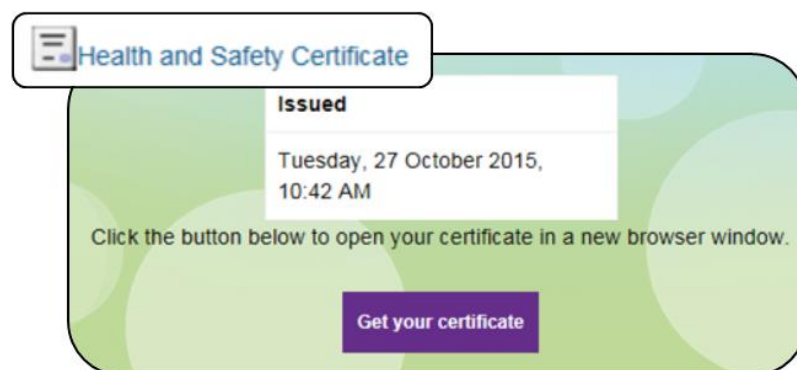 Health and Safety Certificate
Issued
Tuesday, 27 October 2015,
10:42 AM
Click the button below to open your certificate in a new browser window.
Get your certificate